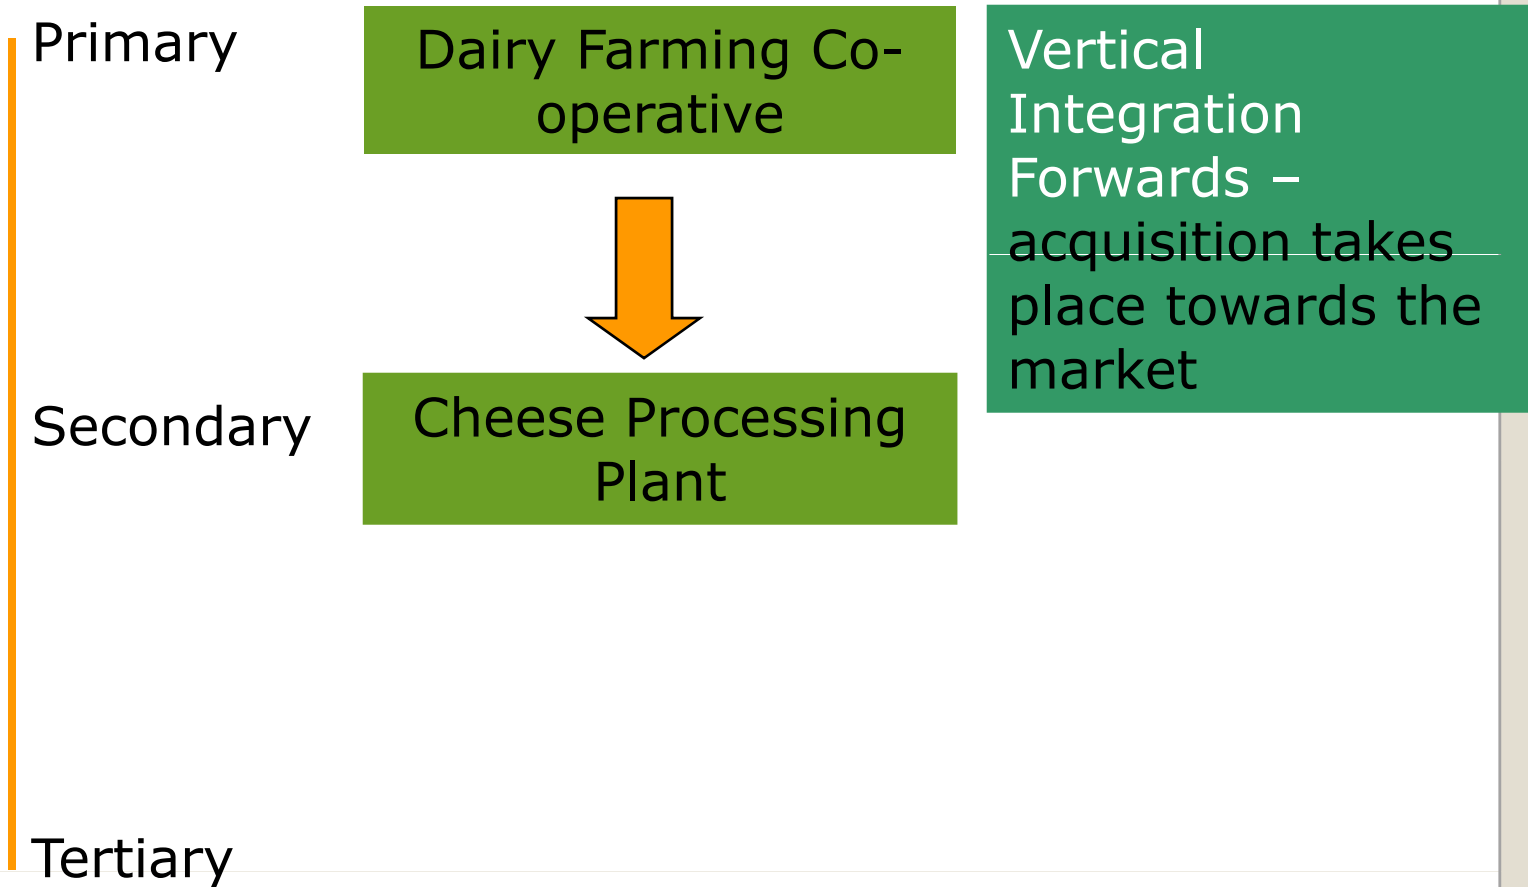 Primary
Dairy Farming Co-
operative
Vertical
Integration
Forwards –
acquisition takes
place towards the
market
Secondary
Cheese Processing
Plant
Tertiary